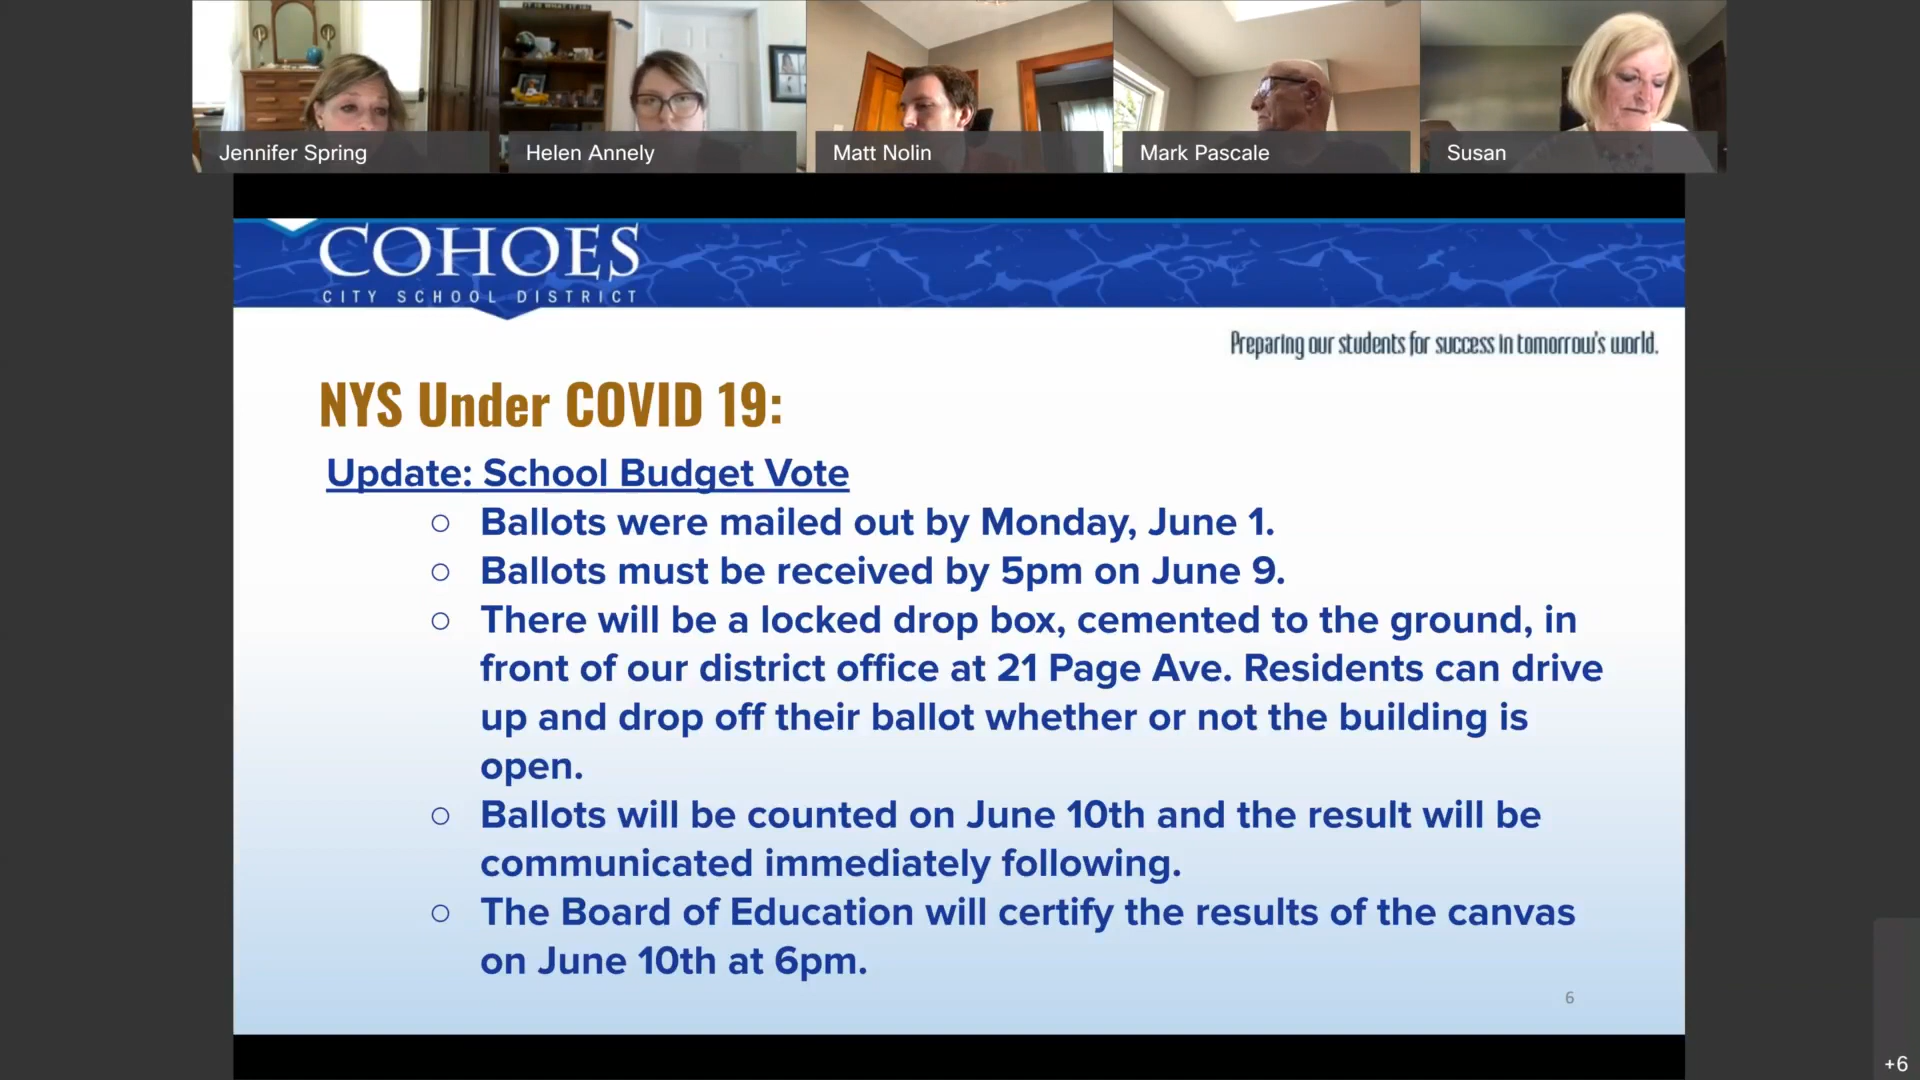 IT IS WHAT IT IS
Jennifer Spring
Helen Annely
Matt Nolin
Mark Pascale
Susan
COHOES
CITY SCHOOL DISTRICT
Preparing our students for success in tomorrow's world.
NYS Under COVID 19:
Update: School Budget Vote
○ Ballots were mailed out by Monday, June 1.
○ Ballots must be received by 5pm on June 9.
○ There will be a locked drop box, cemented to the ground, in
front of our district office at 21 Page Ave. Residents can drive
up and drop off their ballot whether or not the building is
open.
○ Ballots will be counted on June 10th and the result will be
communicated immediately following.
○ The Board of Education will certify the results of the canvas
on June 10th at 6pm.
6
+6